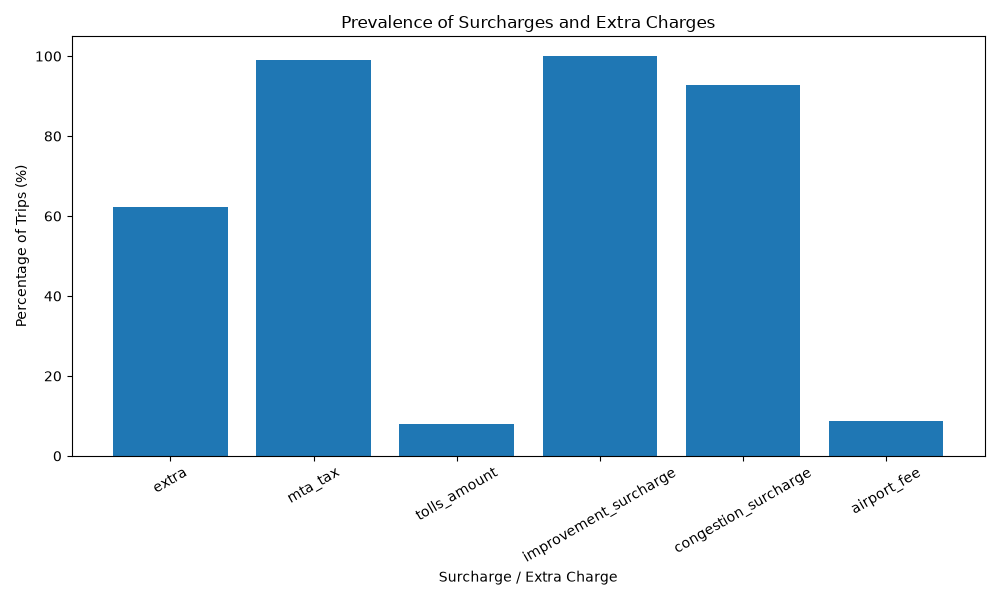 Prevalence of Surcharges and Extra Charges
Percentage of Trips (%)
100
80
60
40
20
0
extra
mta_tax
tolls_amount
improvement_surcharge
congestion_surcharge
airport_fee
Surcharge / Extra Charge